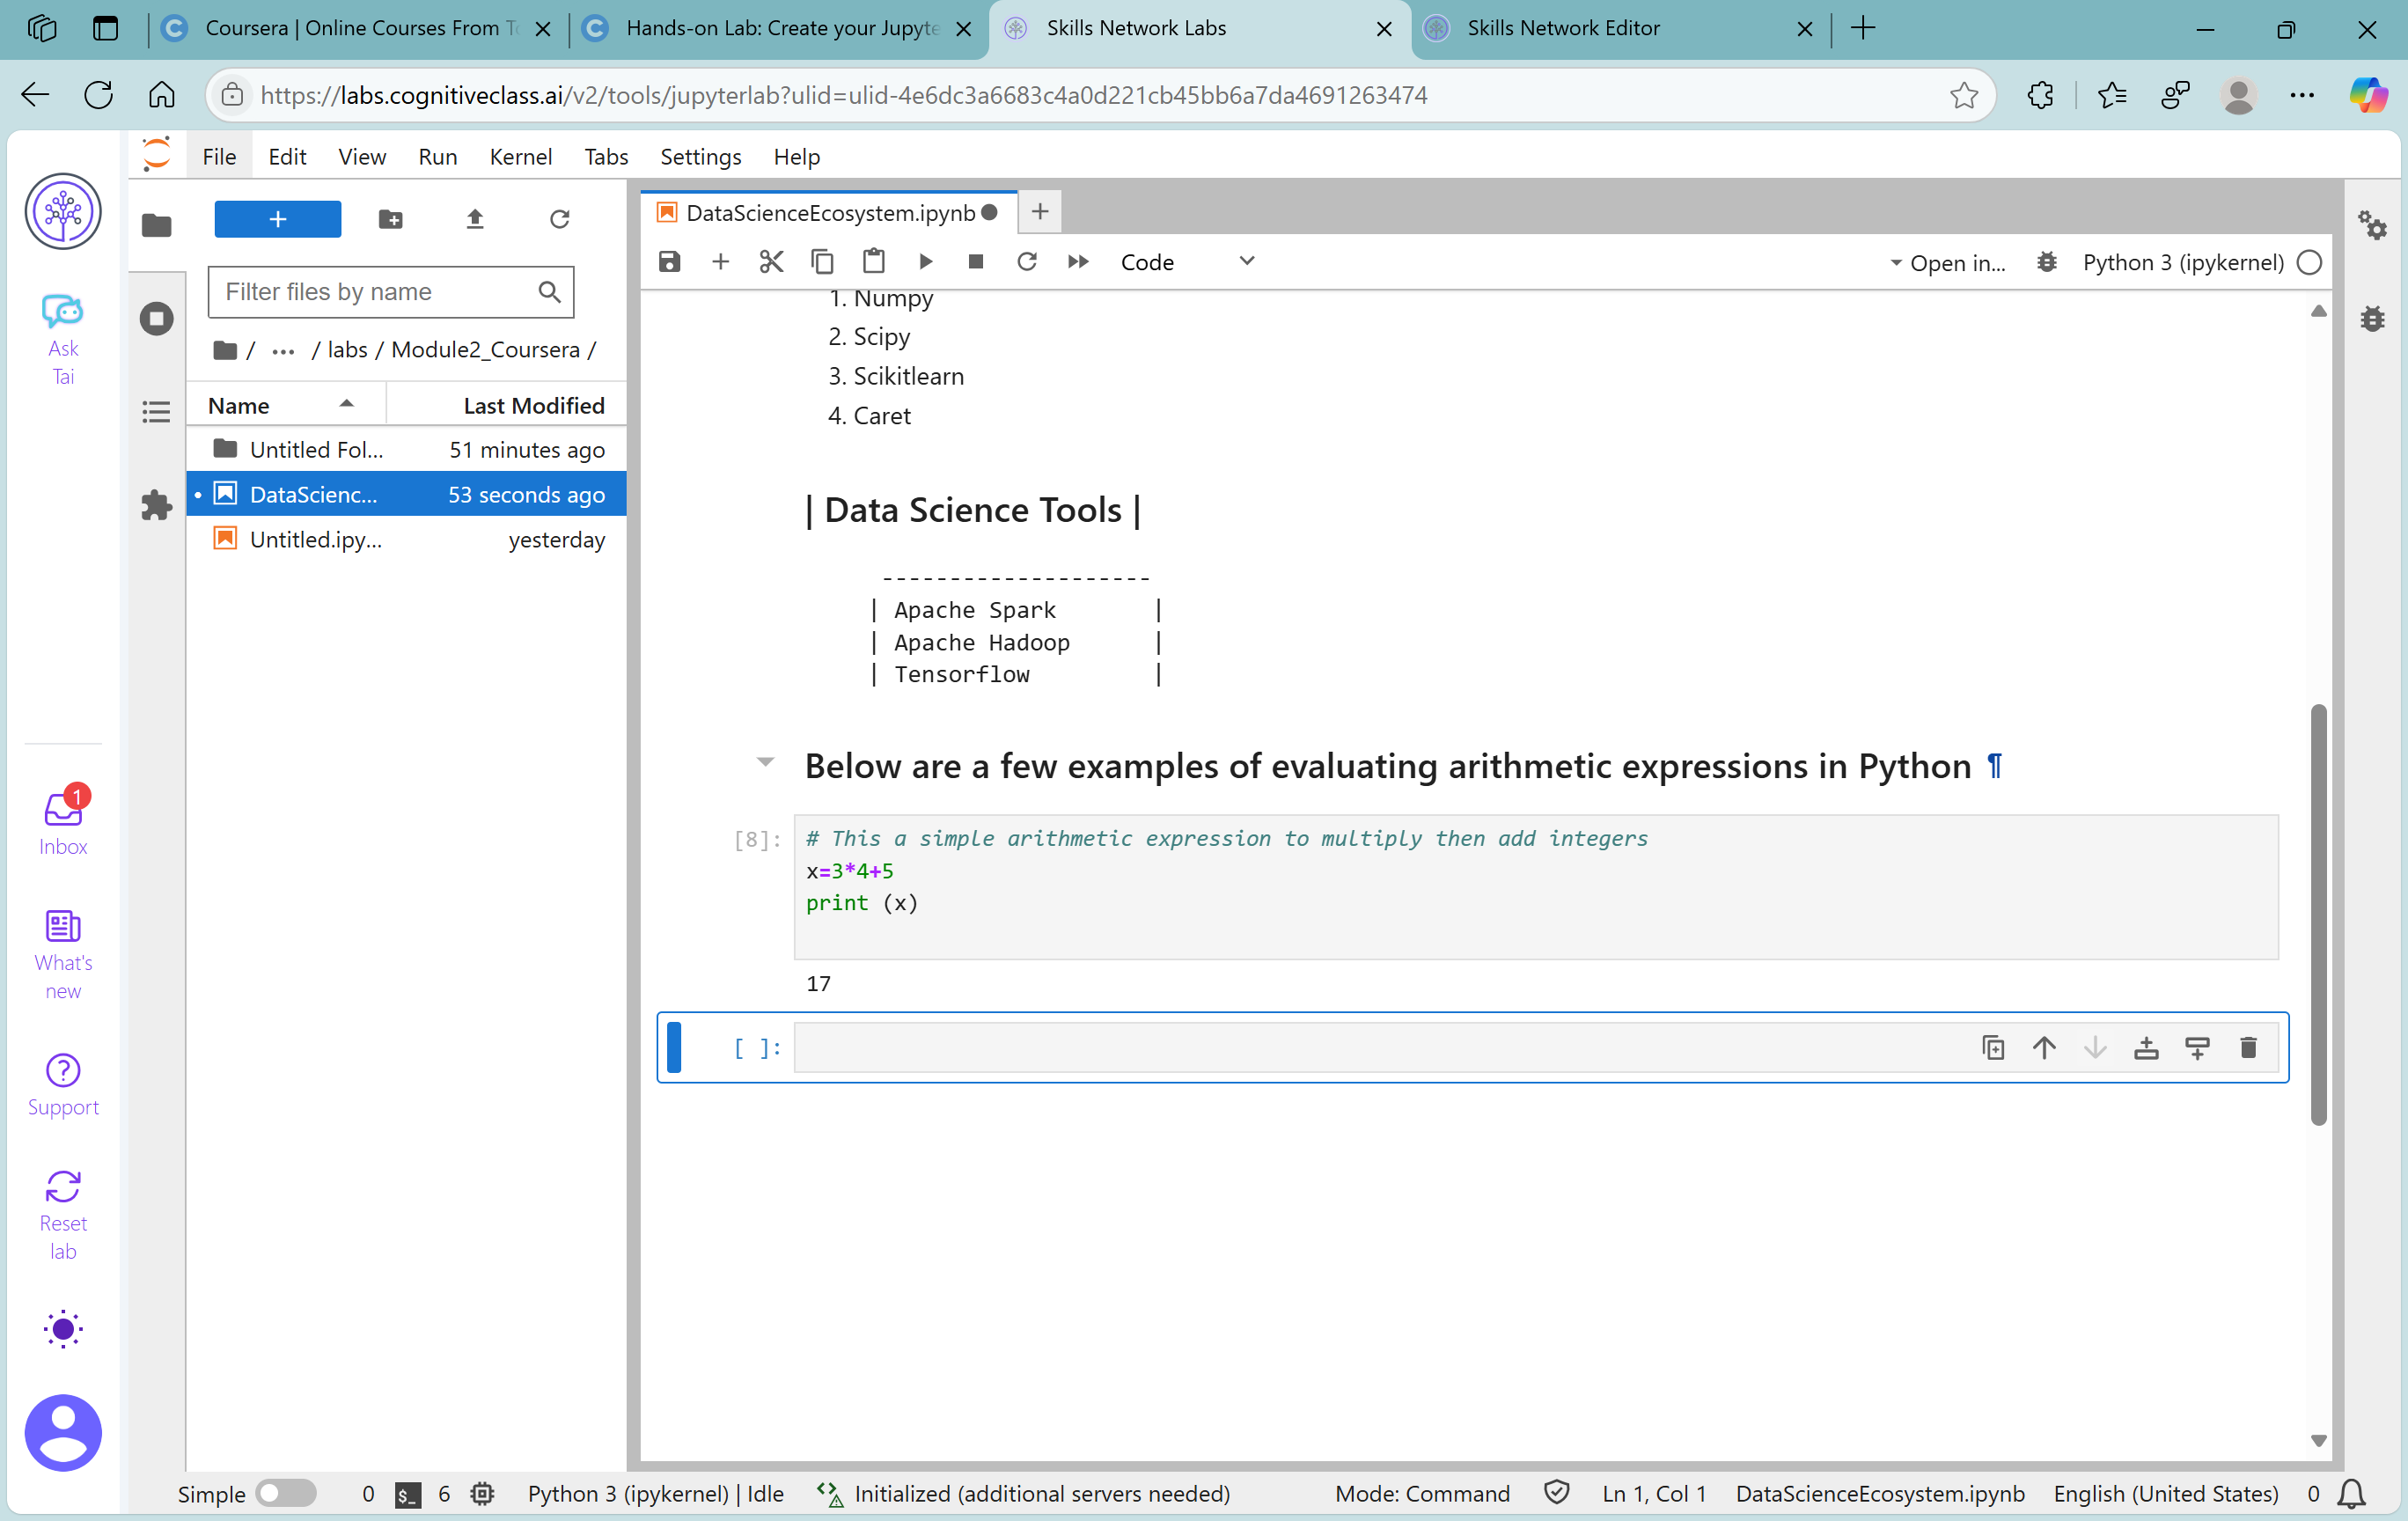 Coursera | Online Courses From To
Hands-on Lab: Create your Jupyte
Skills Network Labs
Skills Network Editor
https://labs.cognitiveclass.ai/v2/tools/jupyterlab?ulid=ulid-4e6dc3a6683c4a0d221cb45bb6a7da4691263474
File Edit View Run Kernel Tabs Settings Help
Ask
Tai
Inbox
1
What's
new
Support
Reset
lab
Filter files by name
/ ... / labs / Module2_Coursera /
Name Last Modified
Untitled Fol... 51 minutes ago
DataScienc... 53 seconds ago
Untitled.ipy... yesterday
DataScienceEcosystem.ipynb
Code
Open in...
Python 3 (ipykernel)
1. Numpy
2. Scipy
3. Scikitlearn
4. Caret
| Data Science Tools |
--------------------
| Apache Spark |
| Apache Hadoop |
| Tensorflow |
Below are a few examples of evaluating arithmetic expressions in Python ¶
[8]: # This a simple arithmetic expression to multiply then add integers
x=3*4+5
print (x)
17
[ ]:
Simple 0 $_ 6 Python 3 (ipykernel) | Idle Initialized (additional servers needed) Mode: Command Ln 1, Col 1 DataScienceEcosystem.ipynb English (United States) 0